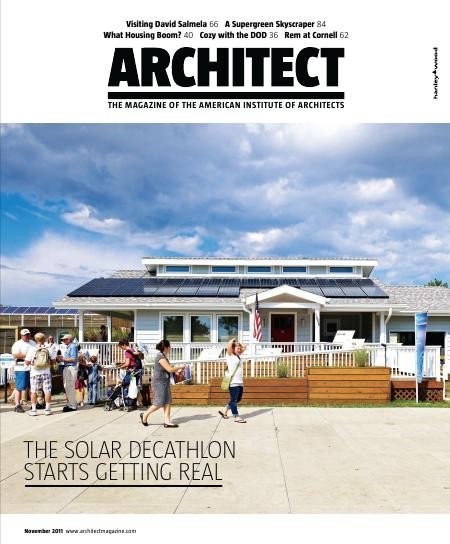 Visiting David Salmela 66 A Supergreen Skyscraper 84
What Housing Boom? 40 Cozy with the DOD 36 Rem at Cornell 62
ARCHITECT
hanley wood
THE MAGAZINE OF THE AMERICAN INSTITUTE OF ARCHITECTS
THE SOLAR DECATHLON
STARTS GETTING REAL
November 2011 www.architectmagazine.com